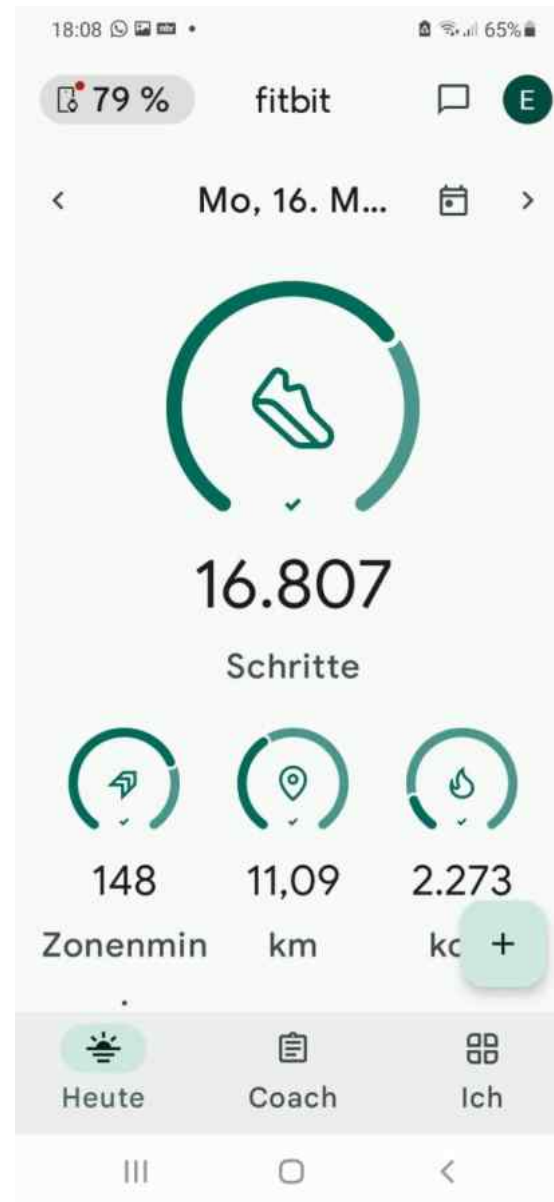 18:08 65%
79 % fitbit E
Mo, 16. M...
16.807
Schritte
148 11,09 2.273
Zonenmin. km
Heute Coach Ich